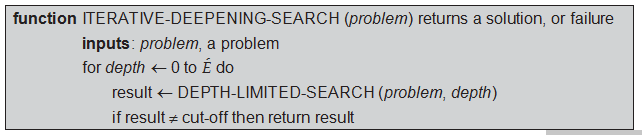 function ITERATIVE-DEEPENING-SEARCH (problem) returns a solution, or failure
inputs: problem, a problem
for depth ← 0 to É do
result ← DEPTH-LIMITED-SEARCH (problem, depth)
if result ≠ cut-off then return result